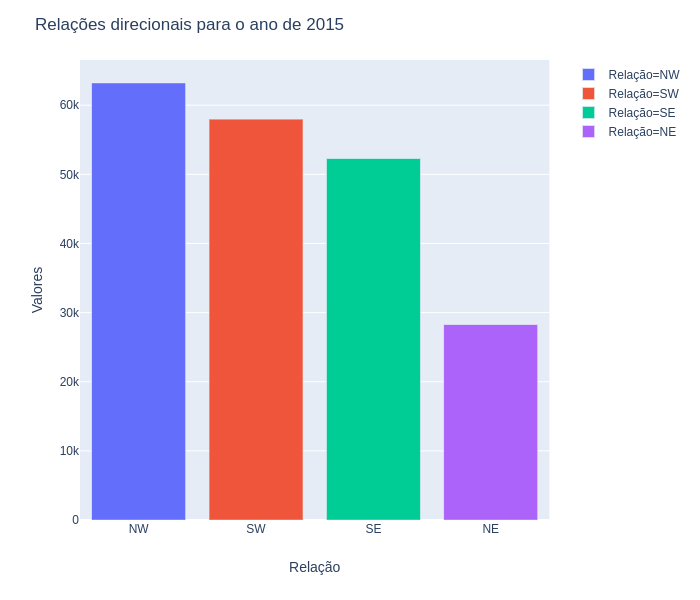 Relações direcionais para o ano de 2015
Relação=NW
Relação=SW
Relação=SE
Relação=NE
60k
50k
40k
30k
20k
10k
0
Valores
NW SW SE NE
Relação